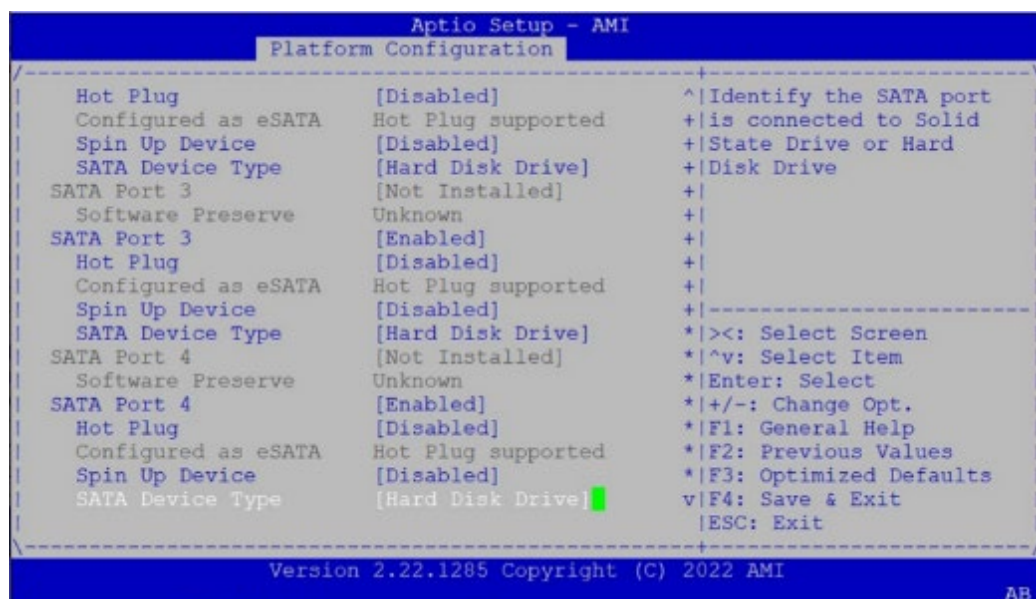 Aptio Setup - AMI
Platform Configuration
Hot Plug [Disabled]
Configured as eSATA Hot Plug supported
Spin Up Device [Disabled]
SATA Device Type [Hard Disk Drive]
SATA Port 3 [Not Installed]
Software Preserve Unknown
SATA Port 3 [Enabled]
Hot Plug [Disabled]
Configured as eSATA Hot Plug supported
Spin Up Device [Disabled]
SATA Device Type [Hard Disk Drive]
SATA Port 4 [Not Installed]
Software Preserve Unknown
SATA Port 4 [Enabled]
Hot Plug [Disabled]
Configured as eSATA Hot Plug supported
Spin Up Device [Disabled]
SATA Device Type [Hard Disk Drive]
Identify the SATA port
is connected to Solid
State Drive or Hard
Disk Drive
><: Select Screen
^v: Select Item
Enter: Select
+/-: Change Opt.
F1: General Help
F2: Previous Values
F3: Optimized Defaults
F4: Save & Exit
ESC: Exit
Version 2.22.1285 Copyright (C) 2022 AMI
AB